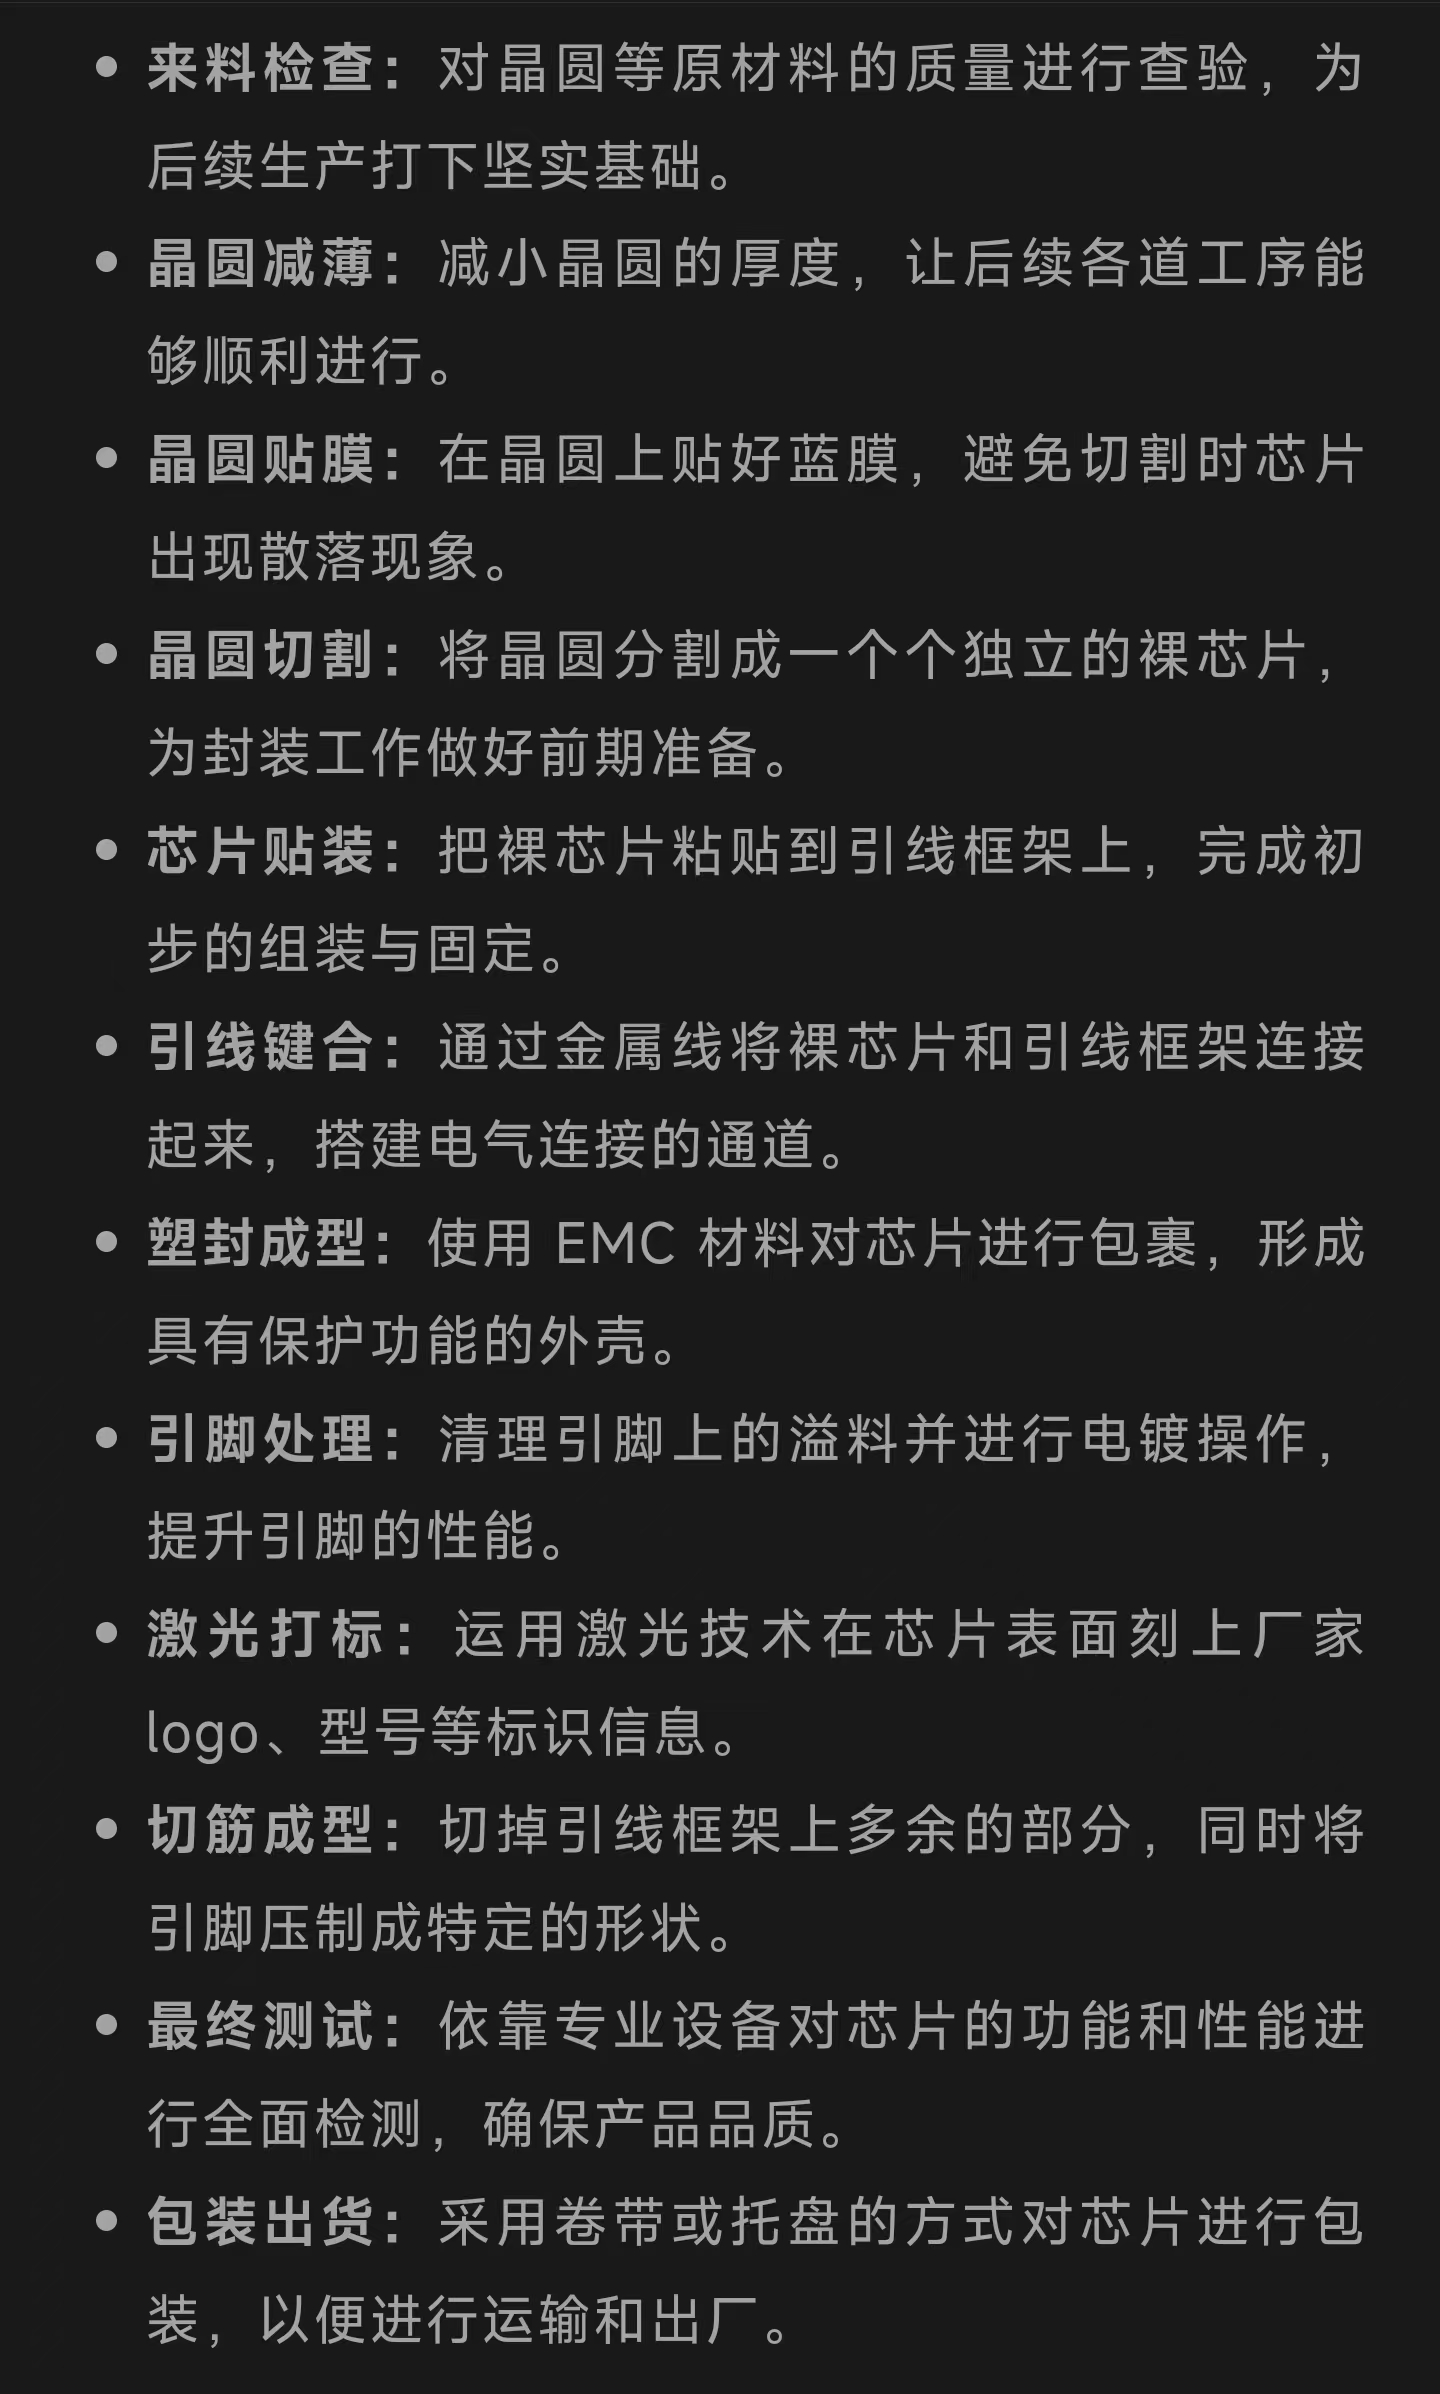 • 来料检查：对晶圆等原材料的质量进行查验，为
后续生产打下坚实基础。
• 晶圆减薄：减小晶圆的厚度，让后续各道工序能
够顺利进行。
• 晶圆贴膜：在晶圆上贴好蓝膜，避免切割时芯片
出现散落现象。
• 晶圆切割：将晶圆分割成一个个独立的裸芯片，
为封装工作做好前期准备。
• 芯片贴装：把裸芯片粘贴到引线框架上，完成初
步的组装与固定。
• 引线键合：通过金属线将裸芯片和引线框架连接
起来，搭建电气连接的通道。
• 塑封成型：使用 EMC 材料对芯片进行包裹，形成
具有保护功能的外壳。
• 引脚处理：清理引脚上的溢料并进行电镀操作，
提升引脚的性能。
• 激光打标：运用激光技术在芯片表面刻上厂家
logo、型号等标识信息。
• 切筋成型：切掉引线框架上多余的部分，同时将
引脚压制成特定的形状。
• 最终测试：依靠专业设备对芯片的功能和性能进
行全面检测，确保产品品质。
• 包装出货：采用卷带或托盘的方式对芯片进行包
装，以便进行运输和出厂。